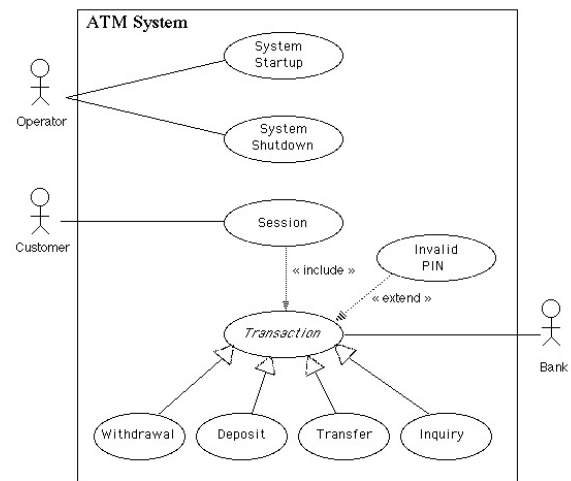 ATM System
System
Startup
Operator
System
Shutdown
Customer
Session
Invalid
PIN
« include »
« extend »
Transaction
Bank
Withdrawal
Deposit
Transfer
Inquiry